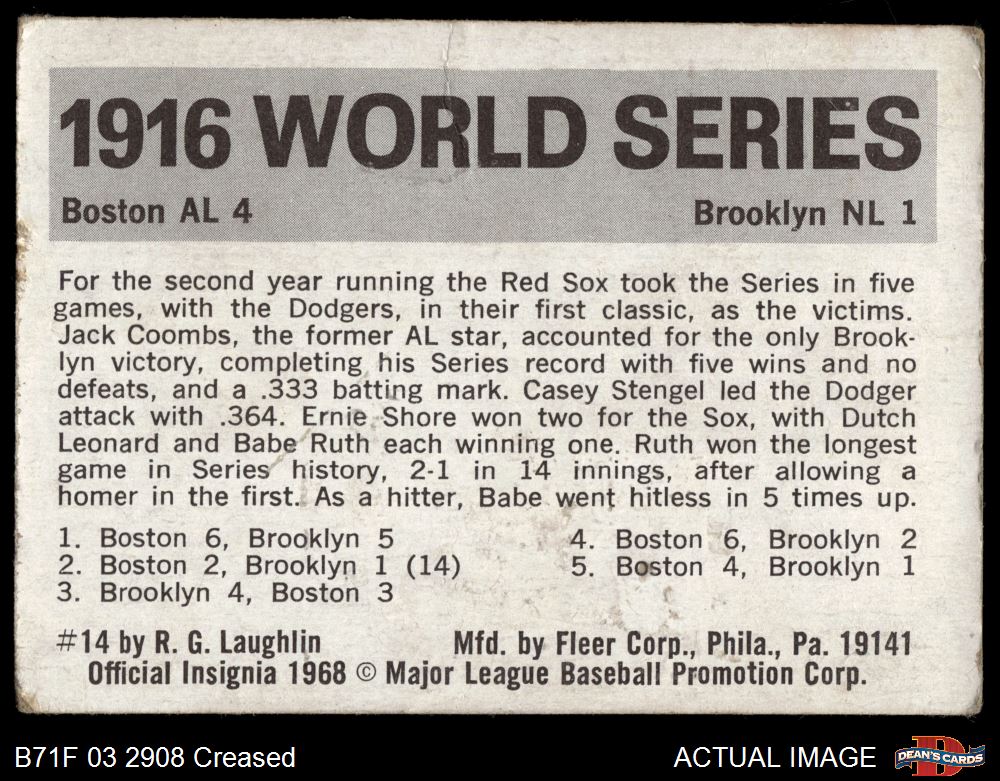 1916 WORLD SERIES
Boston AL 4 Brooklyn NL 1
For the second year running the Red Sox took the Series in five
games, with the Dodgers, in their first classic, as the victims.
Jack Coombs, the former AL star, accounted for the only Brook-
lyn victory, completing his Series record with five wins and no
defeats, and a .333 batting mark. Casey Stengel led the Dodger
attack with .364. Ernie Shore won two for the Sox, with Dutch
Leonard and Babe Ruth each winning one. Ruth won the longest
game in Series history, 2-1 in 14 innings, after allowing a
homer in the first. As a hitter, Babe went hitless in 5 times up.
1. Boston 6, Brooklyn 5
2. Boston 2, Brooklyn 1 (14)
3. Brooklyn 4, Boston 3
4. Boston 6, Brooklyn 2
5. Boston 4, Brooklyn 1
#14 by R. G. Laughlin Mfd. by Fleer Corp., Phila., Pa. 19141
Official Insignia 1968 © Major League Baseball Promotion Corp.
B71F 03 2908 Creased ACTUAL IMAGE D DEAN'S CARDS